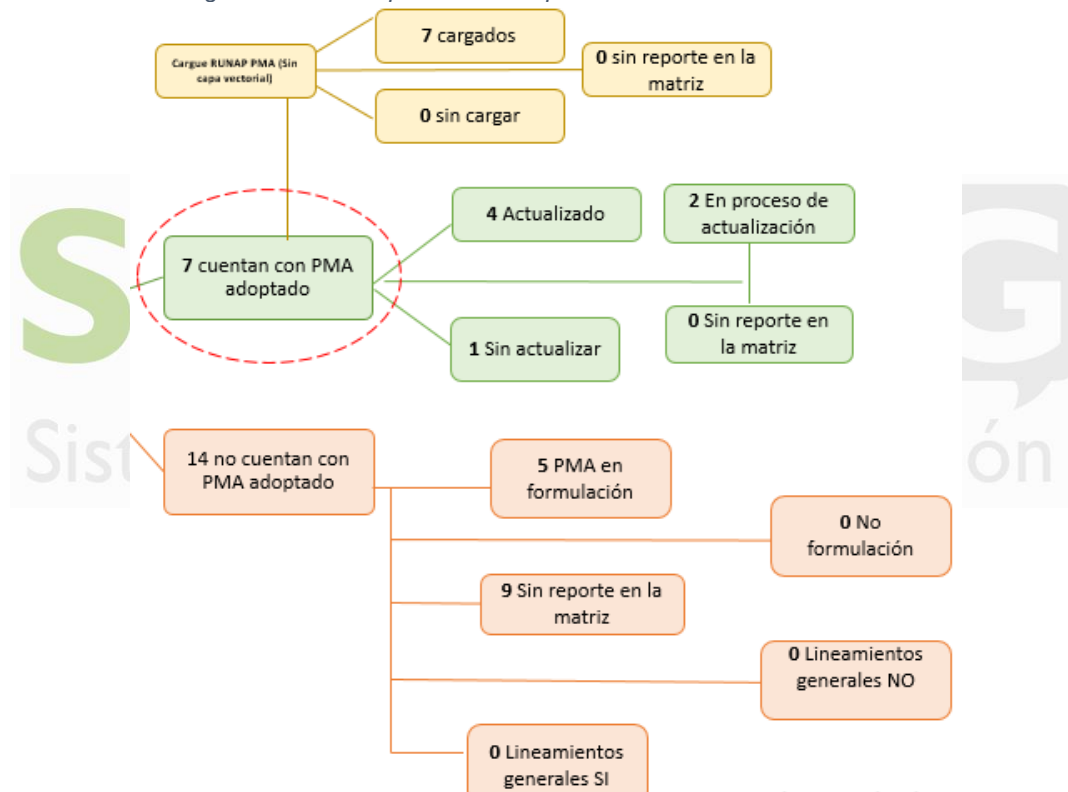 7 cargados
Cargue RUNAP PMA (Sin
capa vectorial)
0 sin reporte en la
matriz
0 sin cargar
4 Actualizado
2 En proceso de
actualización
7 cuentan con PMA
adoptado
0 Sin reporte en
la matriz
1 Sin actualizar
S
G
Sist
ón
14 no cuentan con
PMA adoptado
5 PMA en
formulación
0 No
formulación
9 Sin reporte en la
matriz
0 Lineamientos
generales NO
0 Lineamientos
generales SI